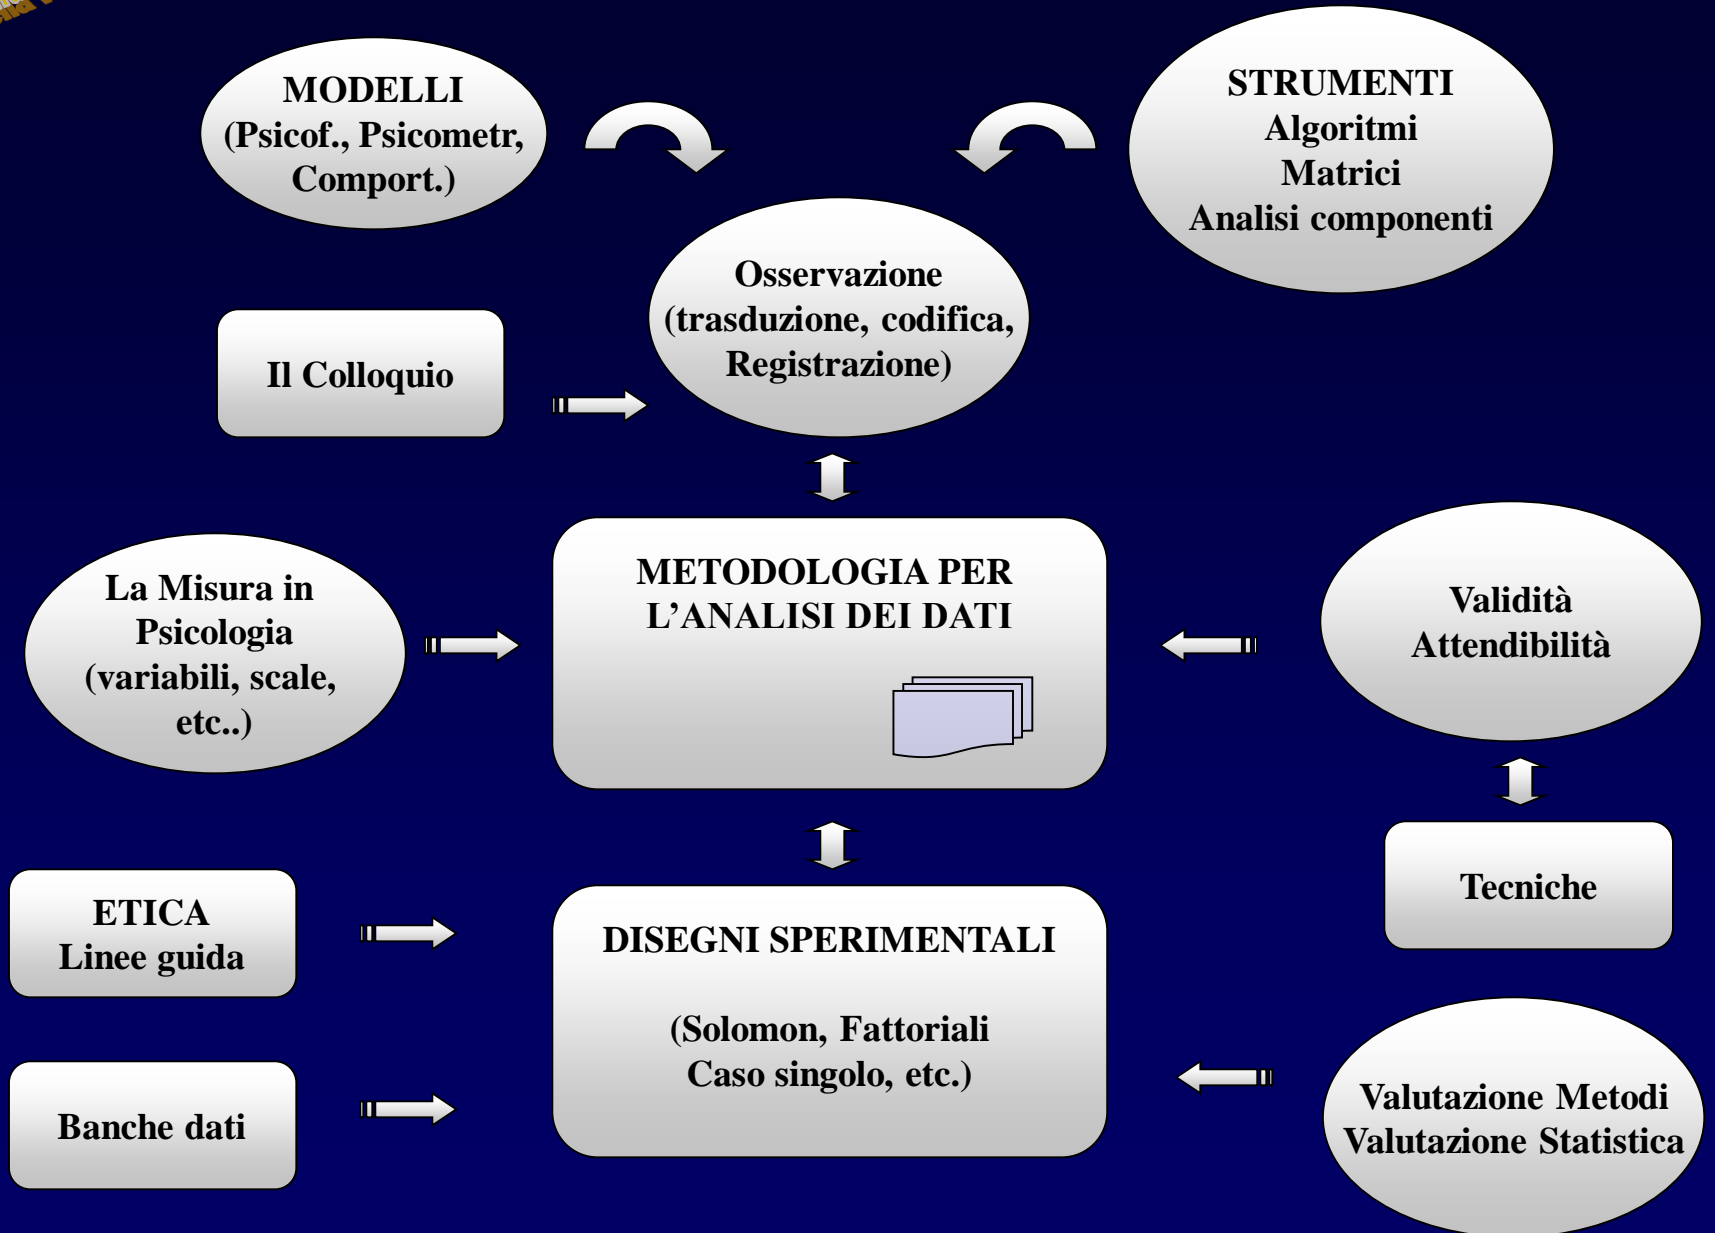 MODELLI
(Psicof., Psicometr,
Comport.)
STRUMENTI
Algoritmi
Matrici
Analisi componenti
Osservazione
(trasduzione, codifica,
Registrazione)
Il Colloquio
METODOLOGIA PER
L’ANALISI DEI DATI
La Misura in
Psicologia
(variabili, scale,
etc..)
Validità
Attendibilità
Tecniche
ETICA
Linee guida
DISEGNI SPERIMENTALI
(Solomon, Fattoriali
Caso singolo, etc.)
Banche dati
Valutazione Metodi
Valutazione Statistica